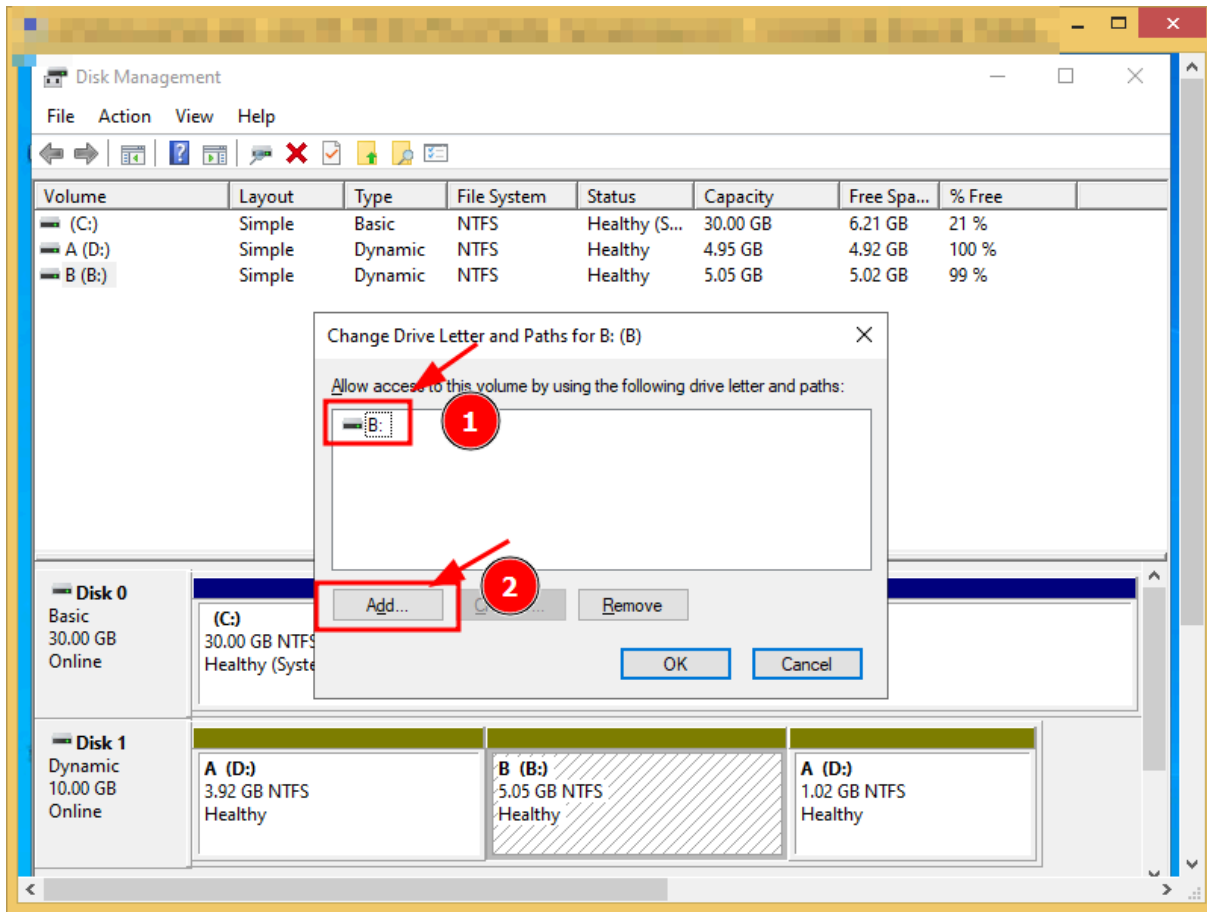 Disk Management
File Action View Help
Volume Layout Type File System Status Capacity Free Spa... % Free
(C:) Simple Basic NTFS Healthy (S... 30.00 GB 6.21 GB 21 %
A (D:) Simple Dynamic NTFS Healthy 4.95 GB 4.92 GB 100 %
B (B:) Simple Dynamic NTFS Healthy 5.05 GB 5.02 GB 99 %
Change Drive Letter and Paths for B: (B)
Allow access to this volume by using the following drive letter and paths:
B:
1
2
Add... Remove
OK Cancel
Disk 0
Basic
30.00 GB
Online
(C:)
30.00 GB NTFS
Healthy (Syste
Disk 1
Dynamic
10.00 GB
Online
A (D:)
3.92 GB NTFS
Healthy
B (B:)
5.05 GB NTFS
Healthy
A (D:)
1.02 GB NTFS
Healthy